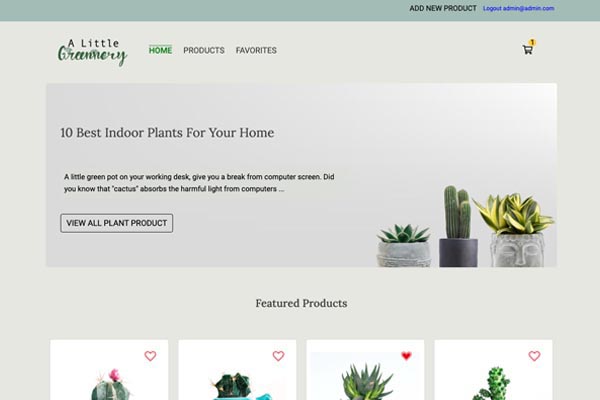 ADD NEW PRODUCT Logout admin@admin.com
A Little
Greenery
HOME PRODUCTS FAVORITES
1
10 Best Indoor Plants For Your Home
A little green pot on your working desk, give you a break from computer screen. Did
you know that "cactus" absorbs the harmful light from computers ...
VIEW ALL PLANT PRODUCT
Featured Products